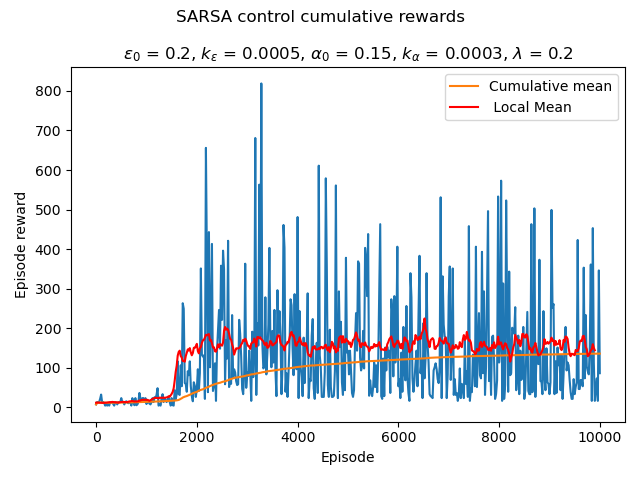 SARSA control cumulative rewards
ε₀ = 0.2, kε = 0.0005, α₀ = 0.15, kα = 0.0003, λ = 0.2
Cumulative mean
Local Mean
Episode reward
800
700
600
500
400
300
200
100
0
0 2000 4000 6000 8000 10000
Episode